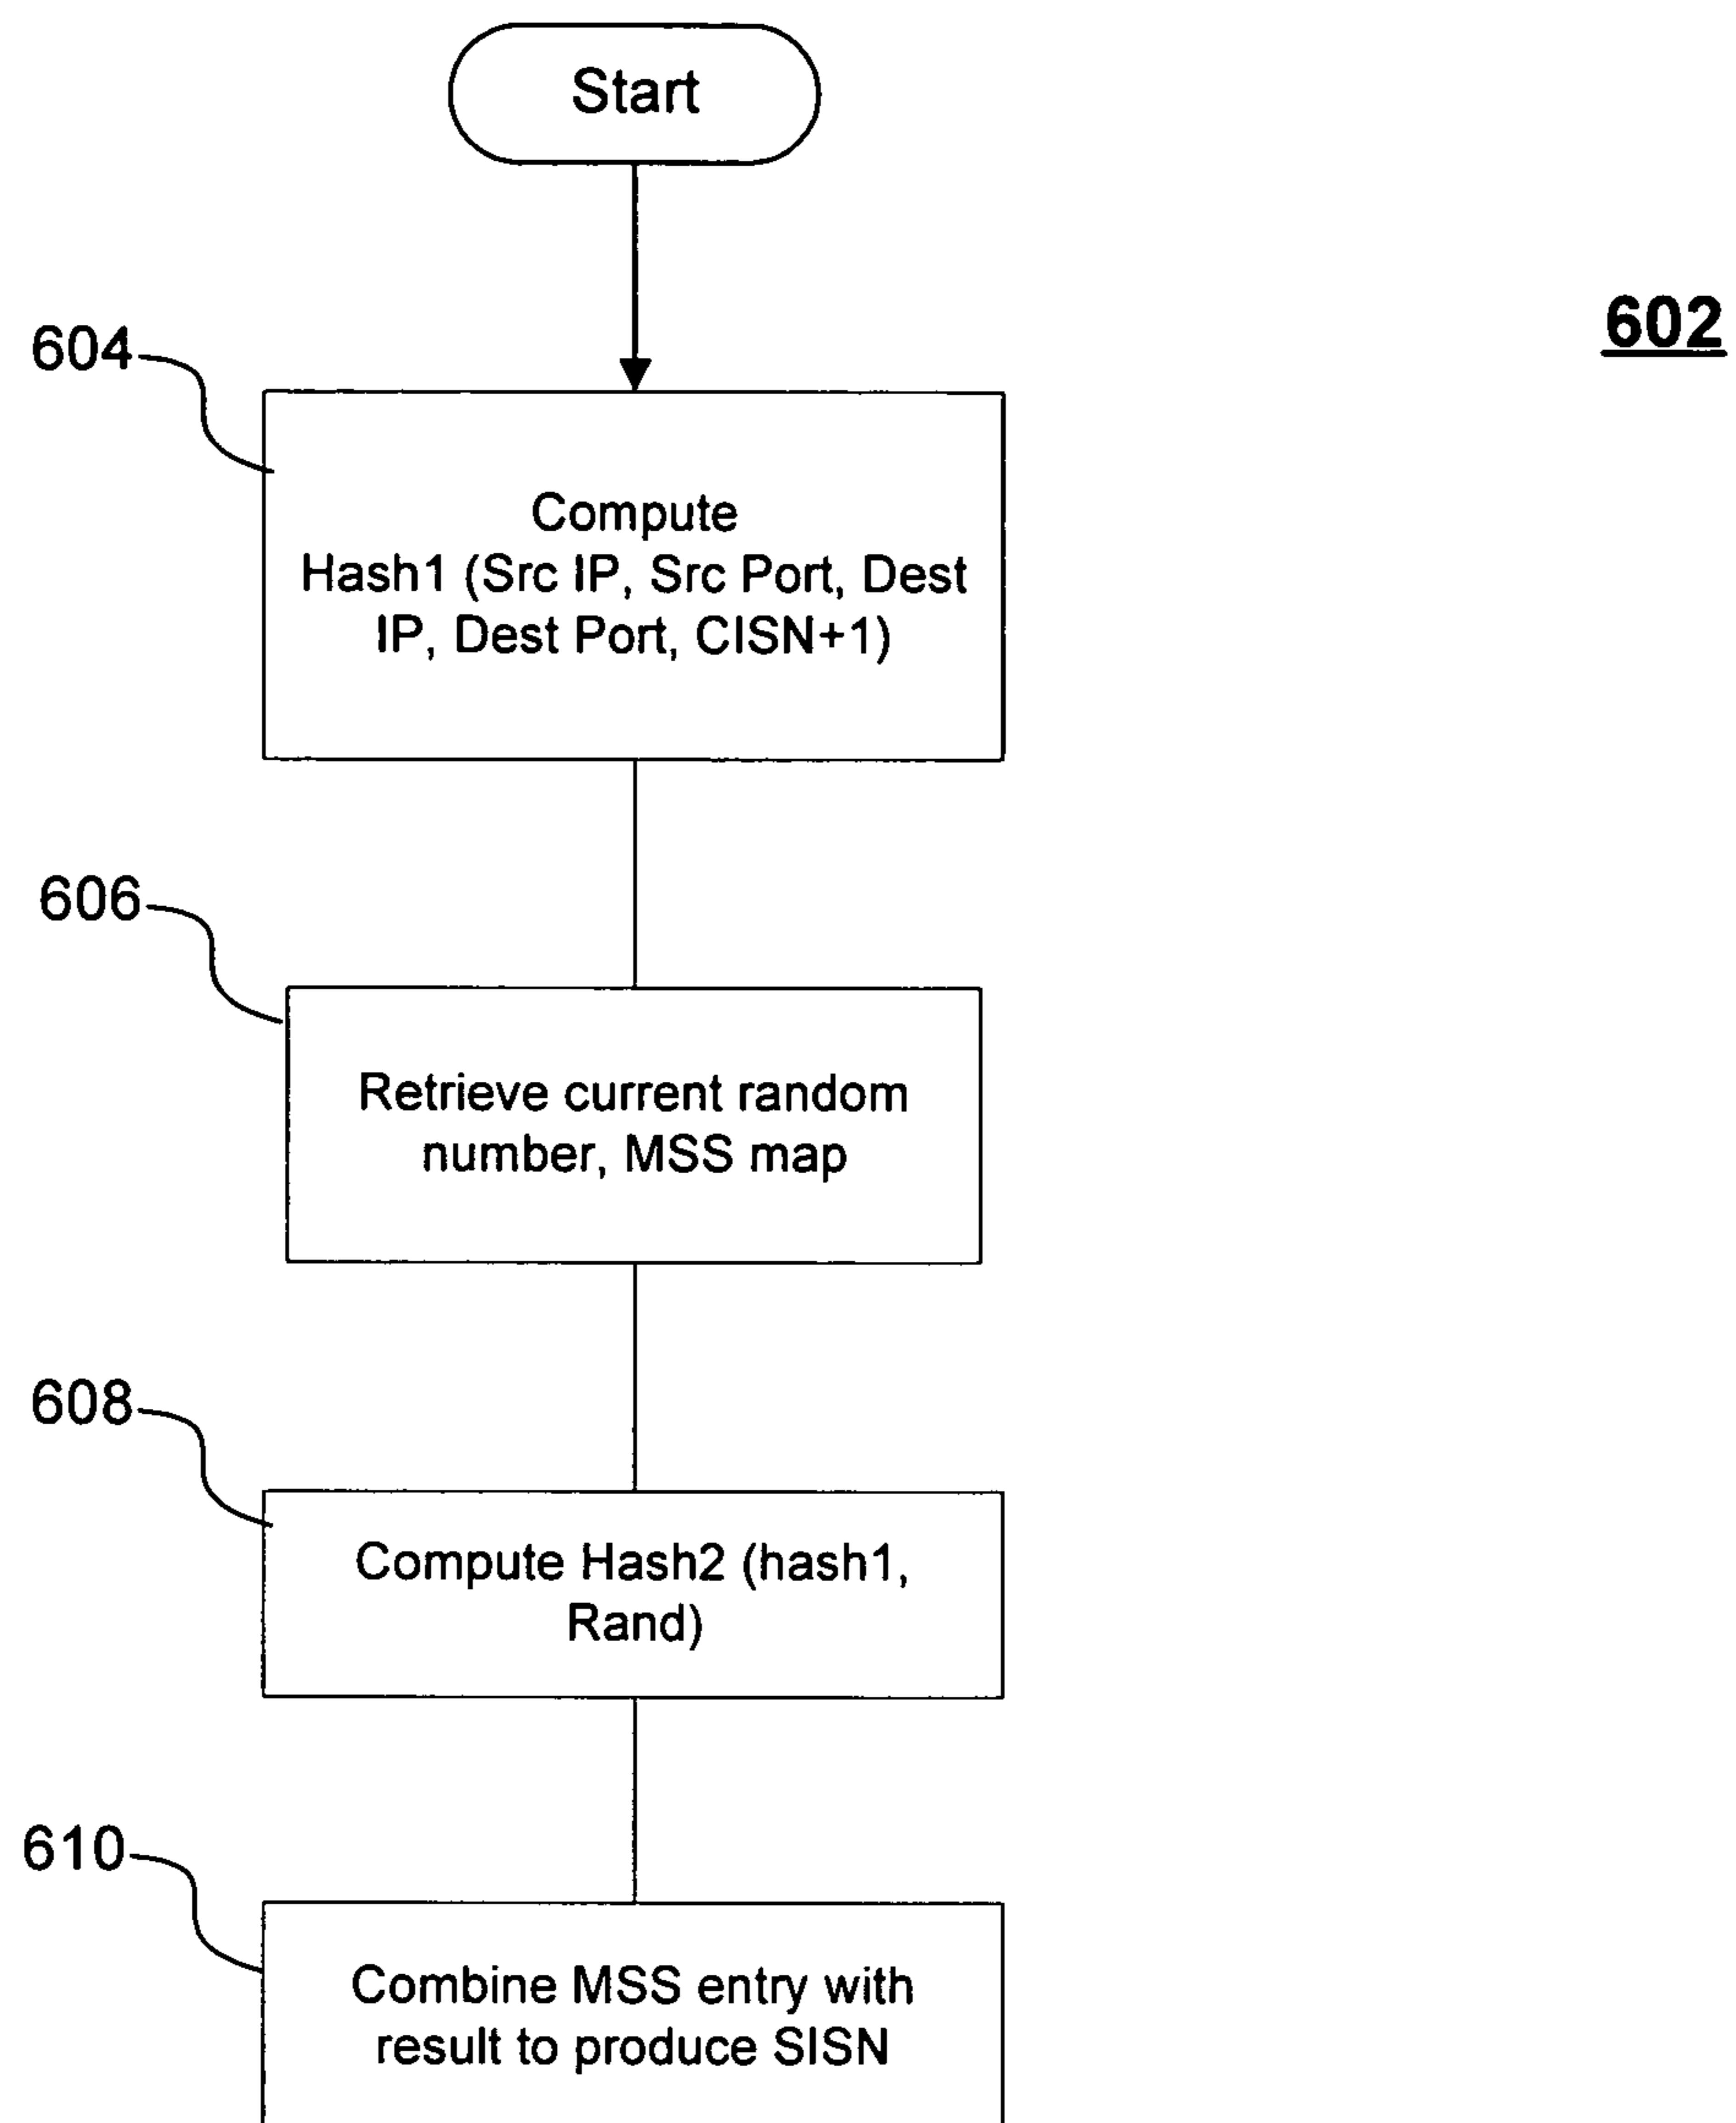 Start
602
604
Compute
Hash1 (Src IP, Src Port, Dest
IP, Dest Port, CISN+1)
606
Retrieve current random
number, MSS map
608
Compute Hash2 (hash1,
Rand)
610
Combine MSS entry with
result to produce SISN